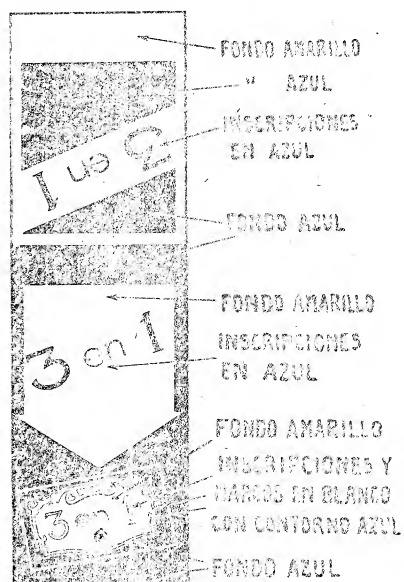 FONDO AMARILLO
" AZUL
INSCRIPCIONES
EN AZUL
3 en 1
FONDO AZUL
FONDO AMARILLO
INSCRIPCIONES
EN AZUL
3 en 1
FONDO AMARILLO
INSCRIPCIONES Y
MARCOS EN BLANCO
CON CONTORNO AZUL
3 en 1
FONDO AZUL